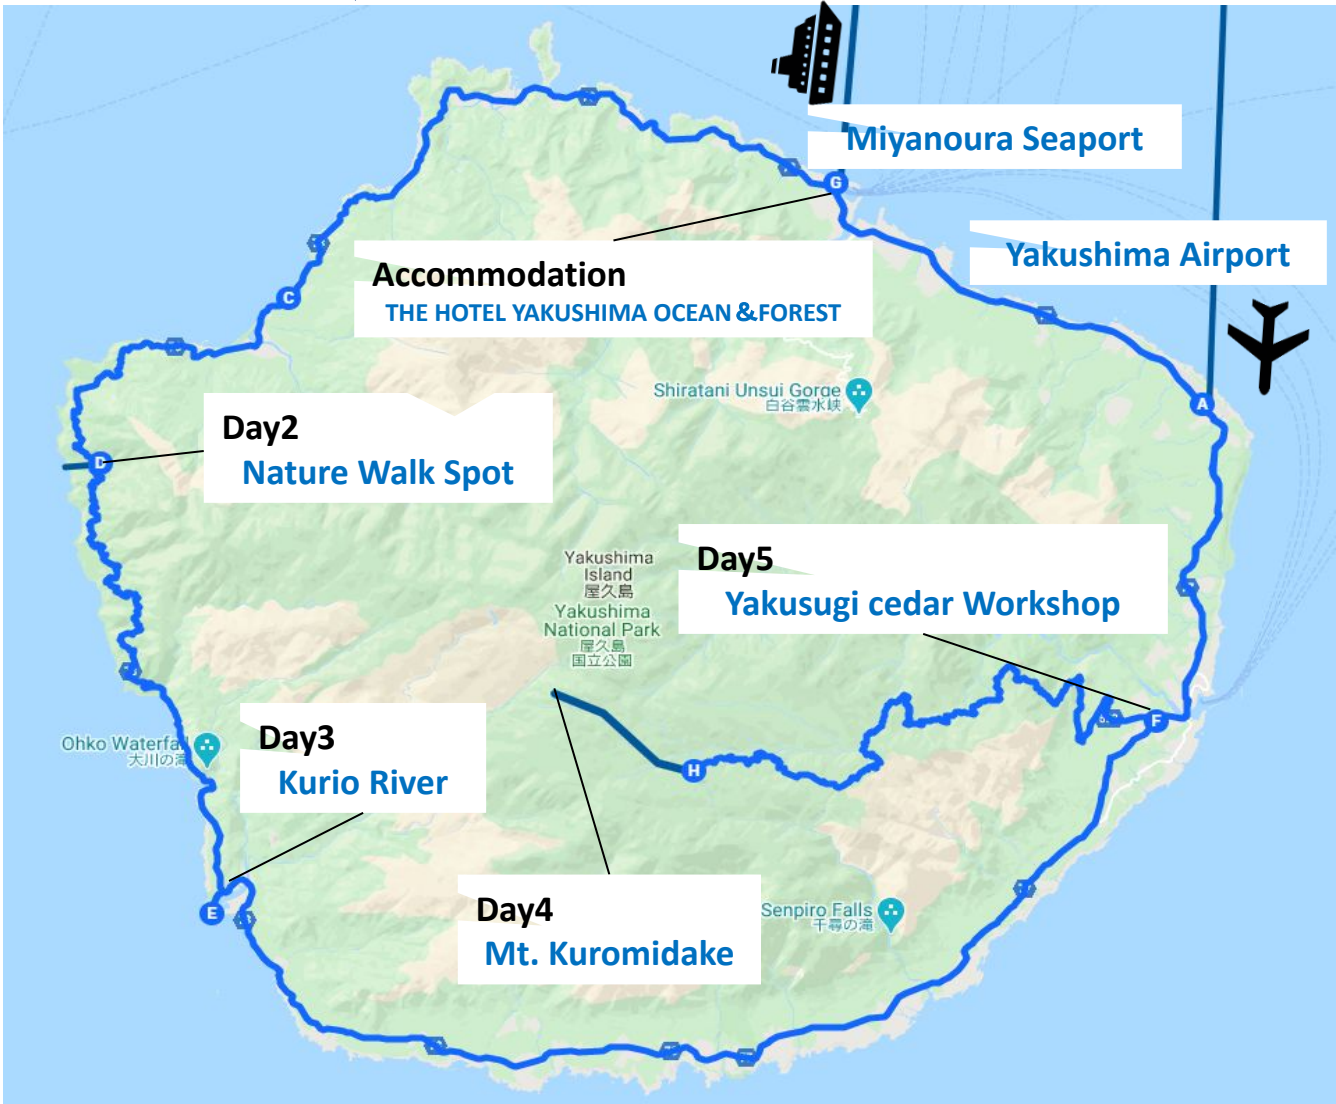 Miyanoura Seaport
G
Yakushima Airport
Accommodation
THE HOTEL YAKUSHIMA OCEAN&FOREST
C
Shiratani Unsui Gorge
白谷雲水峡
A
Day2
Nature Walk Spot
D
Yakushima
Island
屋久島
Yakushima
National Park
屋久島
国立公園
Day5
Yakusugi cedar Workshop
F
H
Ohko Waterfall
大川の滝
Day3
Kurio River
E
Day4
Mt. Kuromidake
Senpiro Falls
千尋の滝